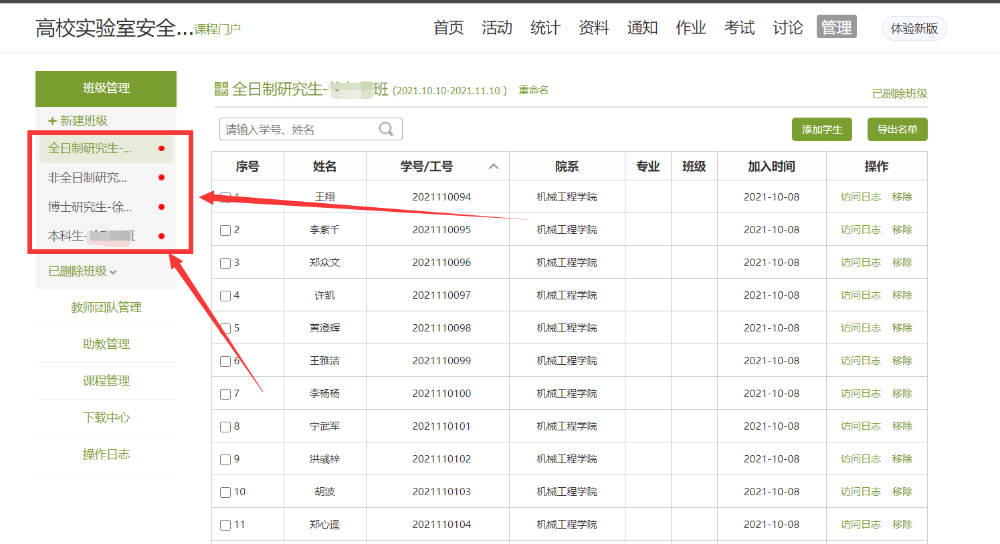 高校实验室安全...课程门户
首页 活动 统计 资料 通知 作业 考试 讨论 管理 体验新版
班级管理
+ 新建班级
全日制研究生-...
非全日制研究...
博士研究生-徐...
本科生- 班
已删除班级
教师团队管理
助教管理
课程管理
下载中心
操作日志
全日制研究生- 班 (2021.10.10-2021.11.10 ) 重命名
已删除班级
请输入学号、姓名
添加学生 导出名单
序号 姓名 学号/工号 院系 专业 班级 加入时间 操作
1 王翔 2021110094 机械工程学院 2021-10-08 访问日志 移除
2 李紫千 2021110095 机械工程学院 2021-10-08 访问日志 移除
3 郑众文 2021110096 机械工程学院 2021-10-08 访问日志 移除
4 许凯 2021110097 机械工程学院 2021-10-08 访问日志 移除
5 黄澄辉 2021110098 机械工程学院 2021-10-08 访问日志 移除
6 王雅洁 2021110099 机械工程学院 2021-10-08 访问日志 移除
7 李杨杨 2021110100 机械工程学院 2021-10-08 访问日志 移除
8 宁武军 2021110101 机械工程学院 2021-10-08 访问日志 移除
9 洪彧梓 2021110102 机械工程学院 2021-10-08 访问日志 移除
10 胡波 2021110103 机械工程学院 2021-10-08 访问日志 移除
11 郑心遥 2021110104 机械工程学院 2021-10-08 访问日志 移除